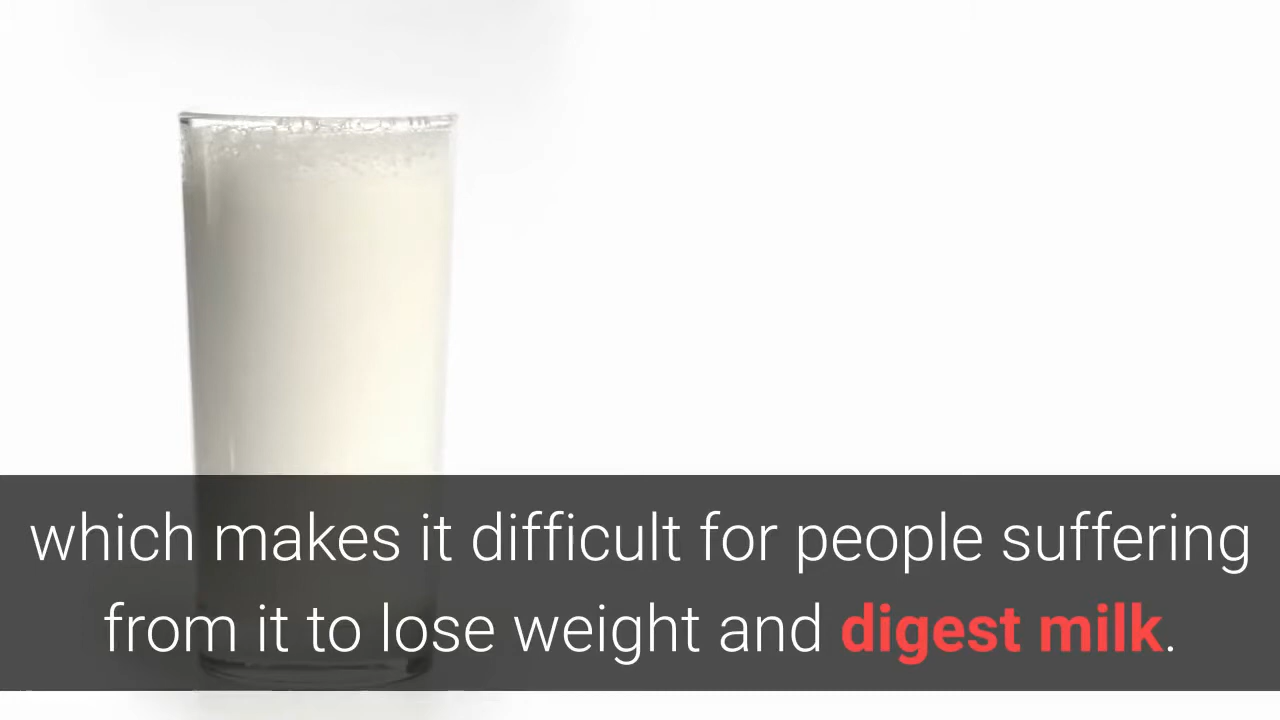 which makes it difficult for people suffering
from it to lose weight and digest milk.